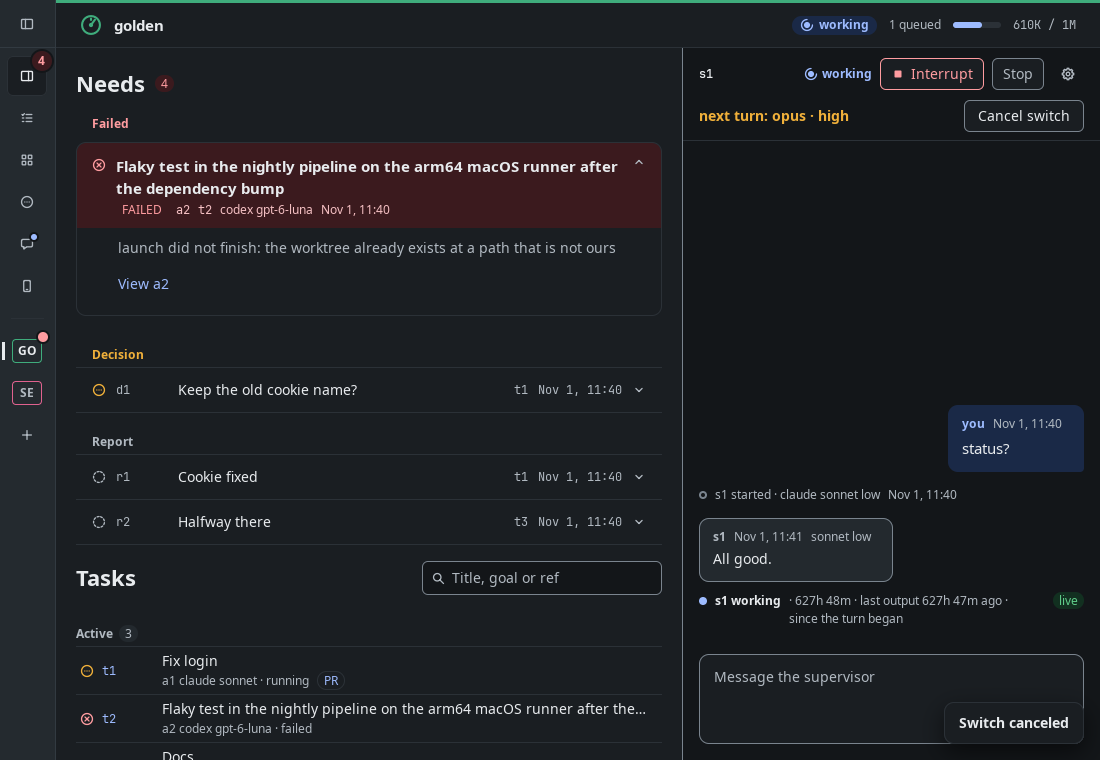 golden
working
1 queued
610K / 1M
4
GO
SE
Needs 4
Failed
Flaky test in the nightly pipeline on the arm64 macOS runner after
the dependency bump
FAILED a2 t2 codex gpt-6-luna Nov 1, 11:40
launch did not finish: the worktree already exists at a path that is not ours
View a2
Decision
d1 Keep the old cookie name? t1 Nov 1, 11:40
Report
r1 Cookie fixed t1 Nov 1, 11:40
r2 Halfway there t3 Nov 1, 11:40
Tasks
Title, goal or ref
Active 3
t1 Fix login
a1 claude sonnet · running PR
t2 Flaky test in the nightly pipeline on the arm64 macOS runner after the…
a2 codex gpt-6-luna · failed
Docs
s1
working
Interrupt
Stop
next turn: opus · high
Cancel switch
you Nov 1, 11:40
status?
s1 started · claude sonnet low Nov 1, 11:40
s1 Nov 1, 11:41 sonnet low
All good.
s1 working · 627h 48m · last output 627h 47m ago · live
since the turn began
Message the supervisor
Switch canceled